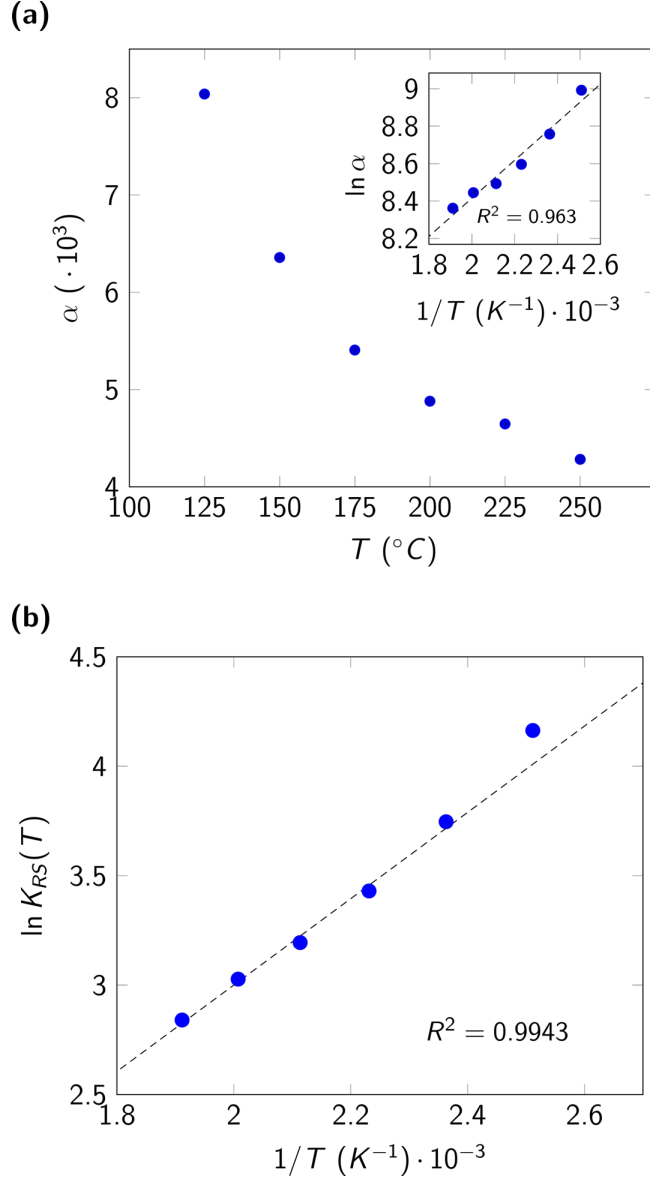 (a)
8
7
6
5
4
α ( · 10³)
100 125 150 175 200 225 250
T (°C)
9
8.8
8.6
8.4
8.2
ln α
R² = 0.963
1.8 2 2.2 2.4 2.6
1/T (K⁻¹) · 10⁻³
(b)
4.5
4
3.5
3
2.5
ln K_RS(T)
R² = 0.9943
1.8 2 2.2 2.4 2.6
1/T (K⁻¹) · 10⁻³